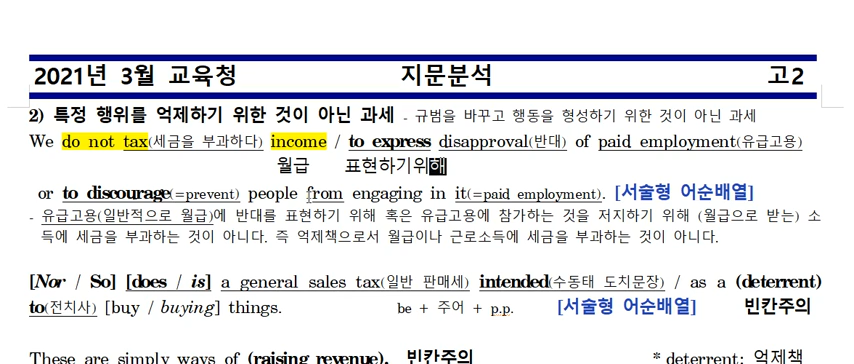 2021년 3월 교육청 지문분석 고2
2) 특정 행위를 억제하기 위한 것이 아닌 과세 - 규범을 바꾸고 행동을 형성하기 위한 것이 아닌 과세
We do not tax(세금을 부과하다) income / to express disapproval(반대) of paid employment(유급고용)
월급 표현하기위해
or to discourage(=prevent) people from engaging in it(=paid employment). [서술형 어순배열]
- 유급고용(일반적으로 월급)에 반대를 표현하기 위해 혹은 유급고용에 참가하는 것을 저지하기 위해 (월급으로 받는) 소
득에 세금을 부과하는 것이 아니다. 즉 억제책으로서 월급이나 근로소득에 세금을 부과하는 것이 아니다.
[Nor / So] [does / is] a general sales tax(일반 판매세) intended(수동태 도치문장) / as a (deterrent)
to(전치사) [buy / buying] things. be + 주어 + p.p. [서술형 어순배열] 빈칸주의
These are simply ways of (raising revenue). 빈칸주의 * deterrent: 억제책